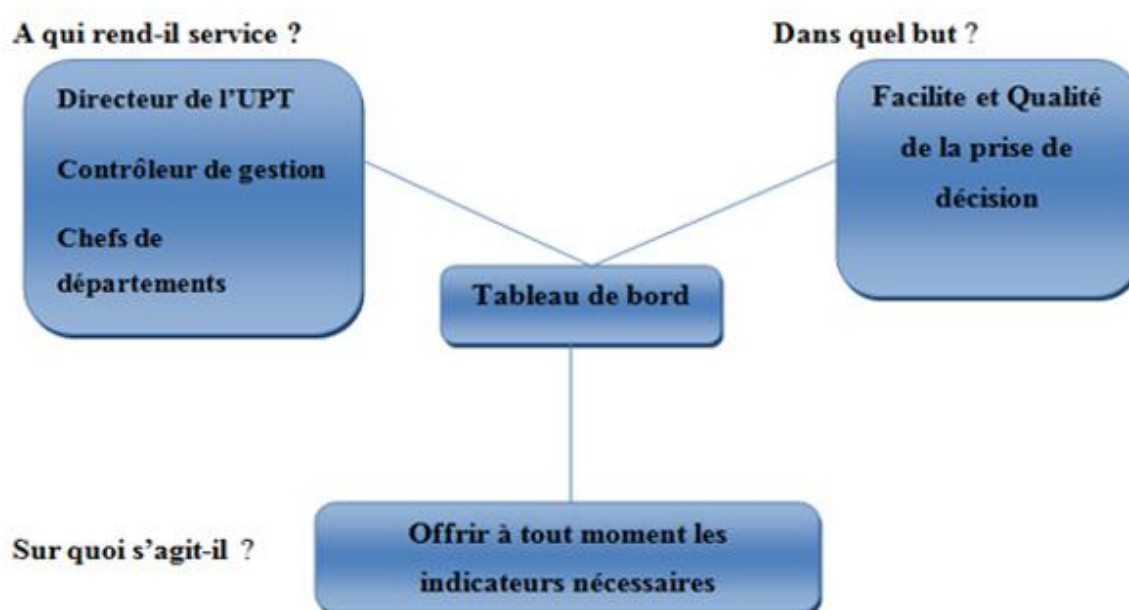 A qui rend-il service ?
Dans quel but ?
Directeur de l’UPT
Contrôleur de gestion
Chefs de
départements
Facilite et Qualité
de la prise de
décision
Tableau de bord
Sur quoi s’agit-il ?
Offrir à tout moment les
indicateurs nécessaires